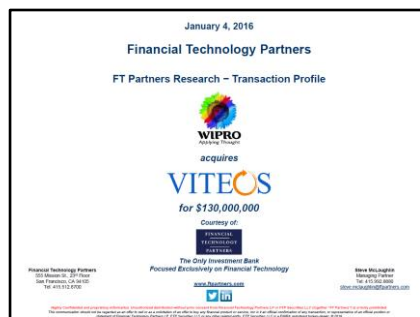 January 4, 2016
Financial Technology Partners
FT Partners Research – Transaction Profile
WIPRO
Applying Thought
acquires
VITEOS
for $130,000,000
Courtesy of:
FINANCIAL
TECHNOLOGY
PARTNERS
The Only Investment Bank
Focused Exclusively on Financial Technology
Financial Technology Partners
555 Mission St., 23rd Floor
San Francisco, CA 94105
Tel: 415.512.8700
www.ftpartners.com
Steve McLaughlin
Managing Partner
Tel: 415.992.8880
steve.mclaughlin@ftpartners.com